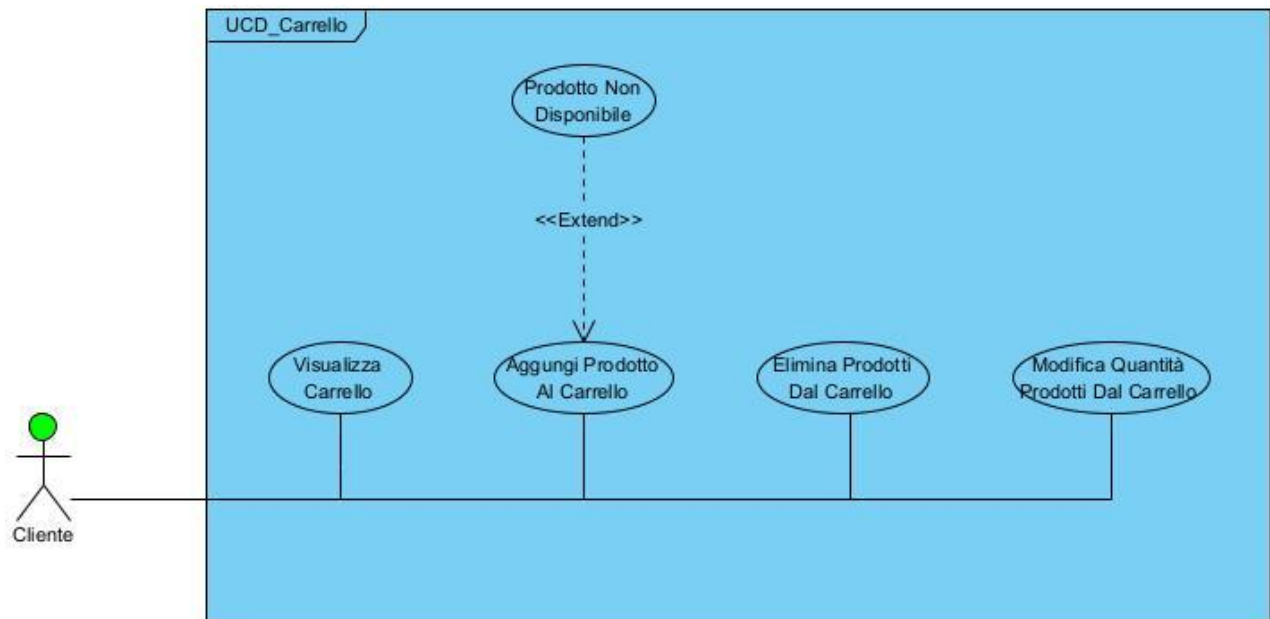 UCD_Carrello
Prodotto Non
Disponibile
<<Extend>>
Visualizza
Carrello
Aggungi Prodotto
Al Carrello
Elimina Prodotti
Dal Carrello
Modifica Quantità
Prodotti Dal Carrello
Cliente